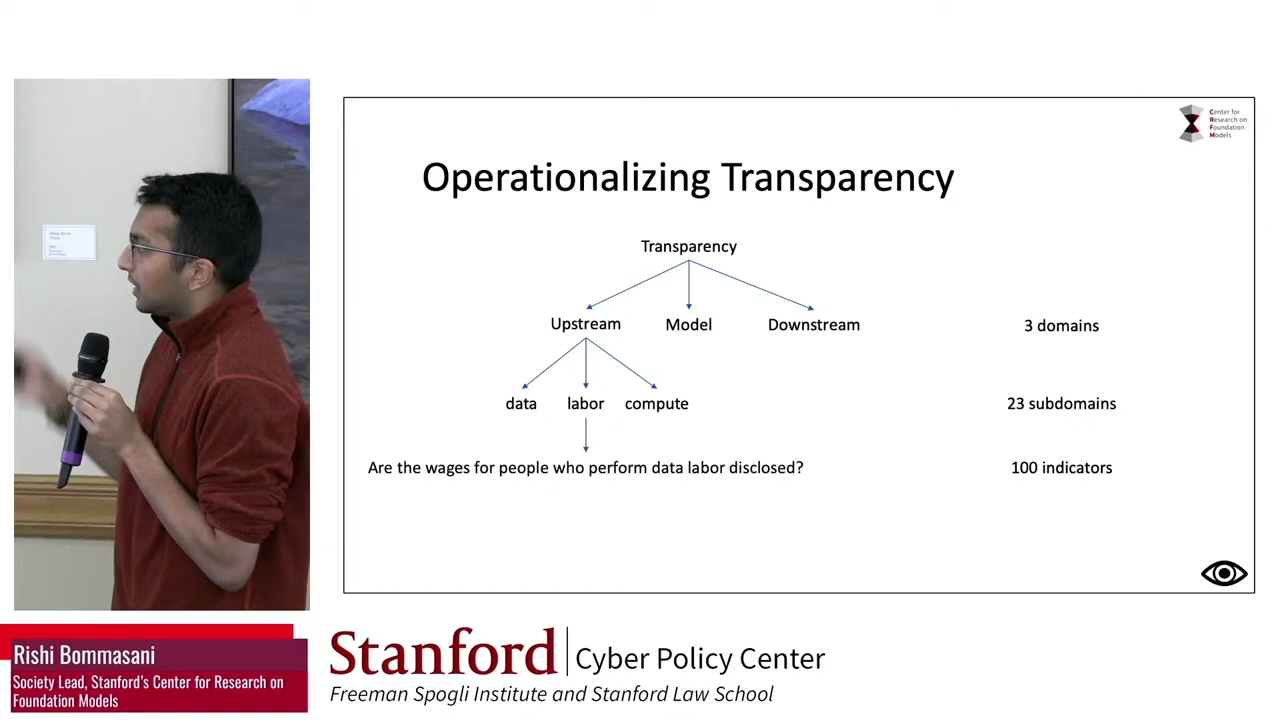 Center for
Research on
Foundation
Models
Operationalizing Transparency
Transparency
Upstream Model Downstream 3 domains
data labor compute 23 subdomains
Are the wages for people who perform data labor disclosed? 100 indicators
Rishi Bommasani
Society Lead, Stanford's Center for Research on
Foundation Models
Stanford Cyber Policy Center
Freeman Spogli Institute and Stanford Law School